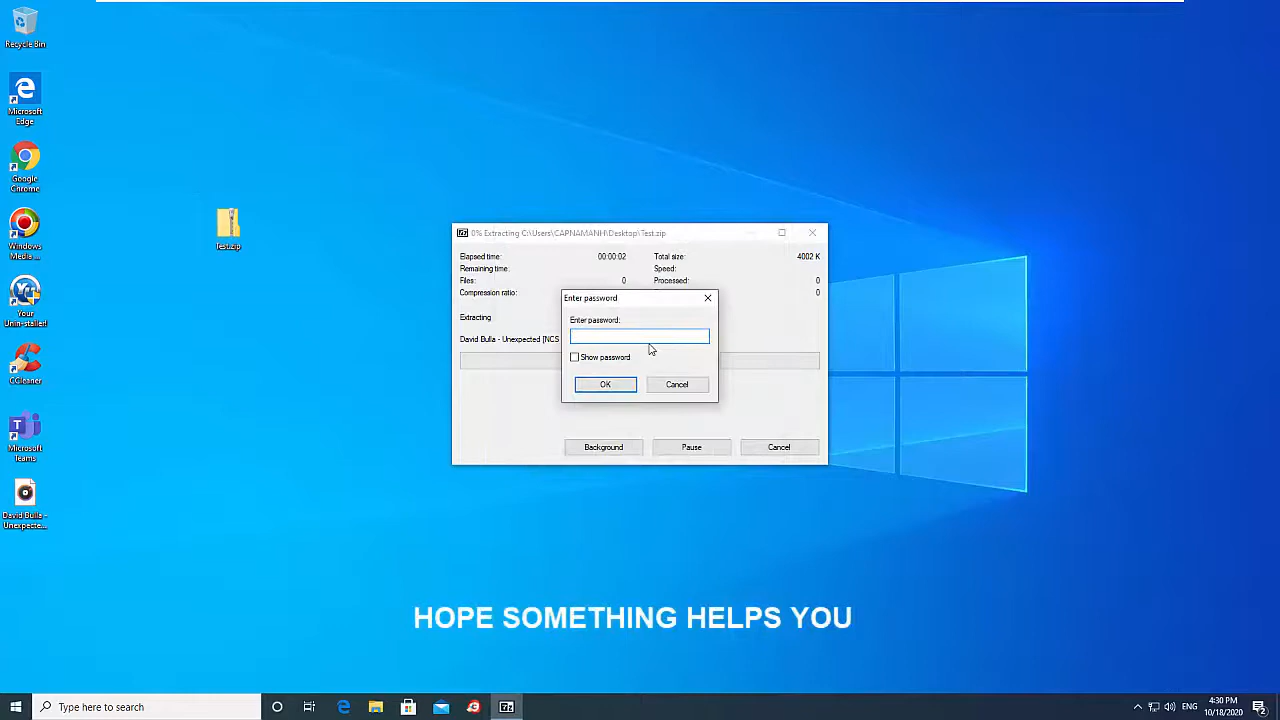 Recycle Bin
Microsoft
Edge
Google
Chrome
Windows
Media ...
Your
Unin-staller!
CCleaner
Microsoft
Teams
David Bulla -
Unexpecte...
Test.zip
0% Extracting C:\Users\CAPNAMANH\Desktop\Test.zip
Elapsed time: 00:00:02 Total size: 4002 K
Remaining time: Speed:
Files: 0 Processed: 0
Compression ratio: 0
Extracting
David Bulla - Unexpected [NCS
Enter password
Enter password:
Show password
OK Cancel
Background Pause Cancel
HOPE SOMETHING HELPS YOU
Type here to search
ENG
4:30 PM
10/18/2020
2